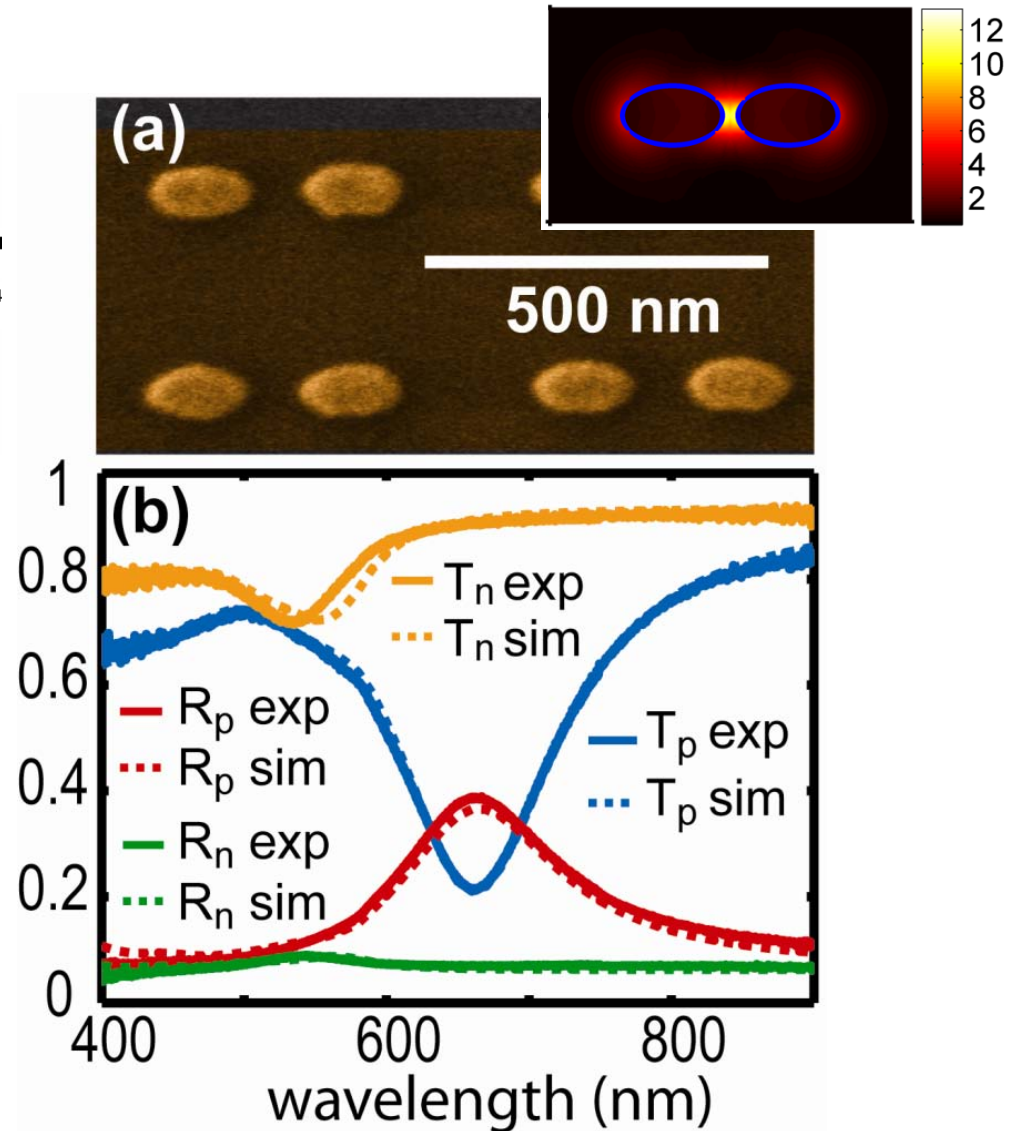 (a)
12
10
8
6
4
2
500 nm
(b)
1
0.8
0.6
0.4
0.2
0
Tn exp
Tn sim
Rp exp
Rp sim
Rn exp
Rn sim
Tp exp
Tp sim
400 600 800
wavelength (nm)